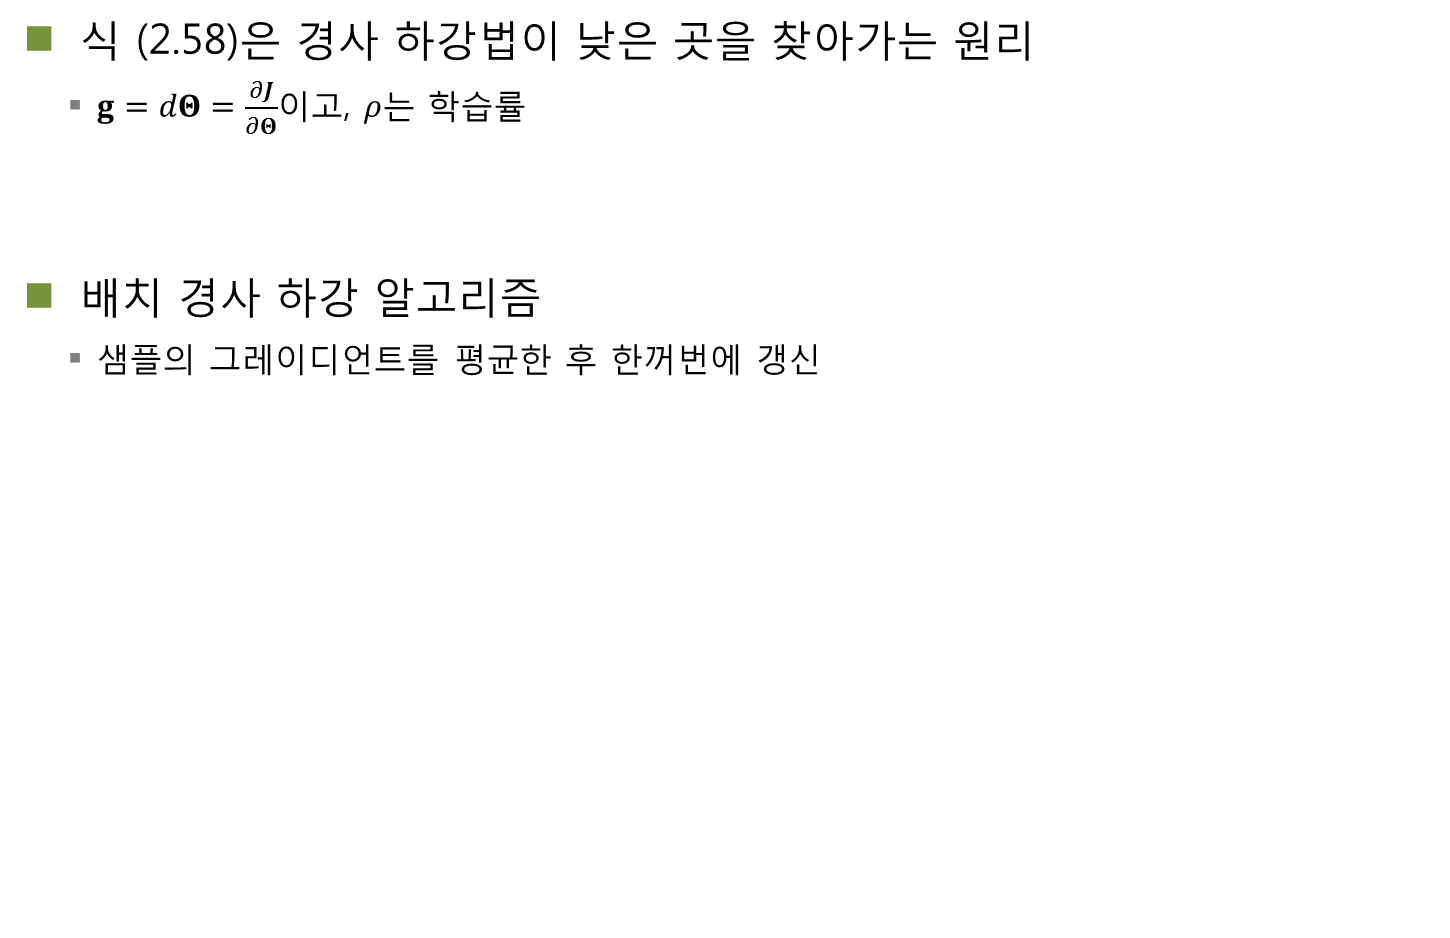 ■ 식 (2.58)은 경사 하강법이 낮은 곳을 찾아가는 원리
▪ 𝐠 = 𝑑𝚯 = ∂𝑱/∂𝚯이고, 𝜌는 학습률
■ 배치 경사 하강 알고리즘
▪ 샘플의 그레이디언트를 평균한 후 한꺼번에 갱신